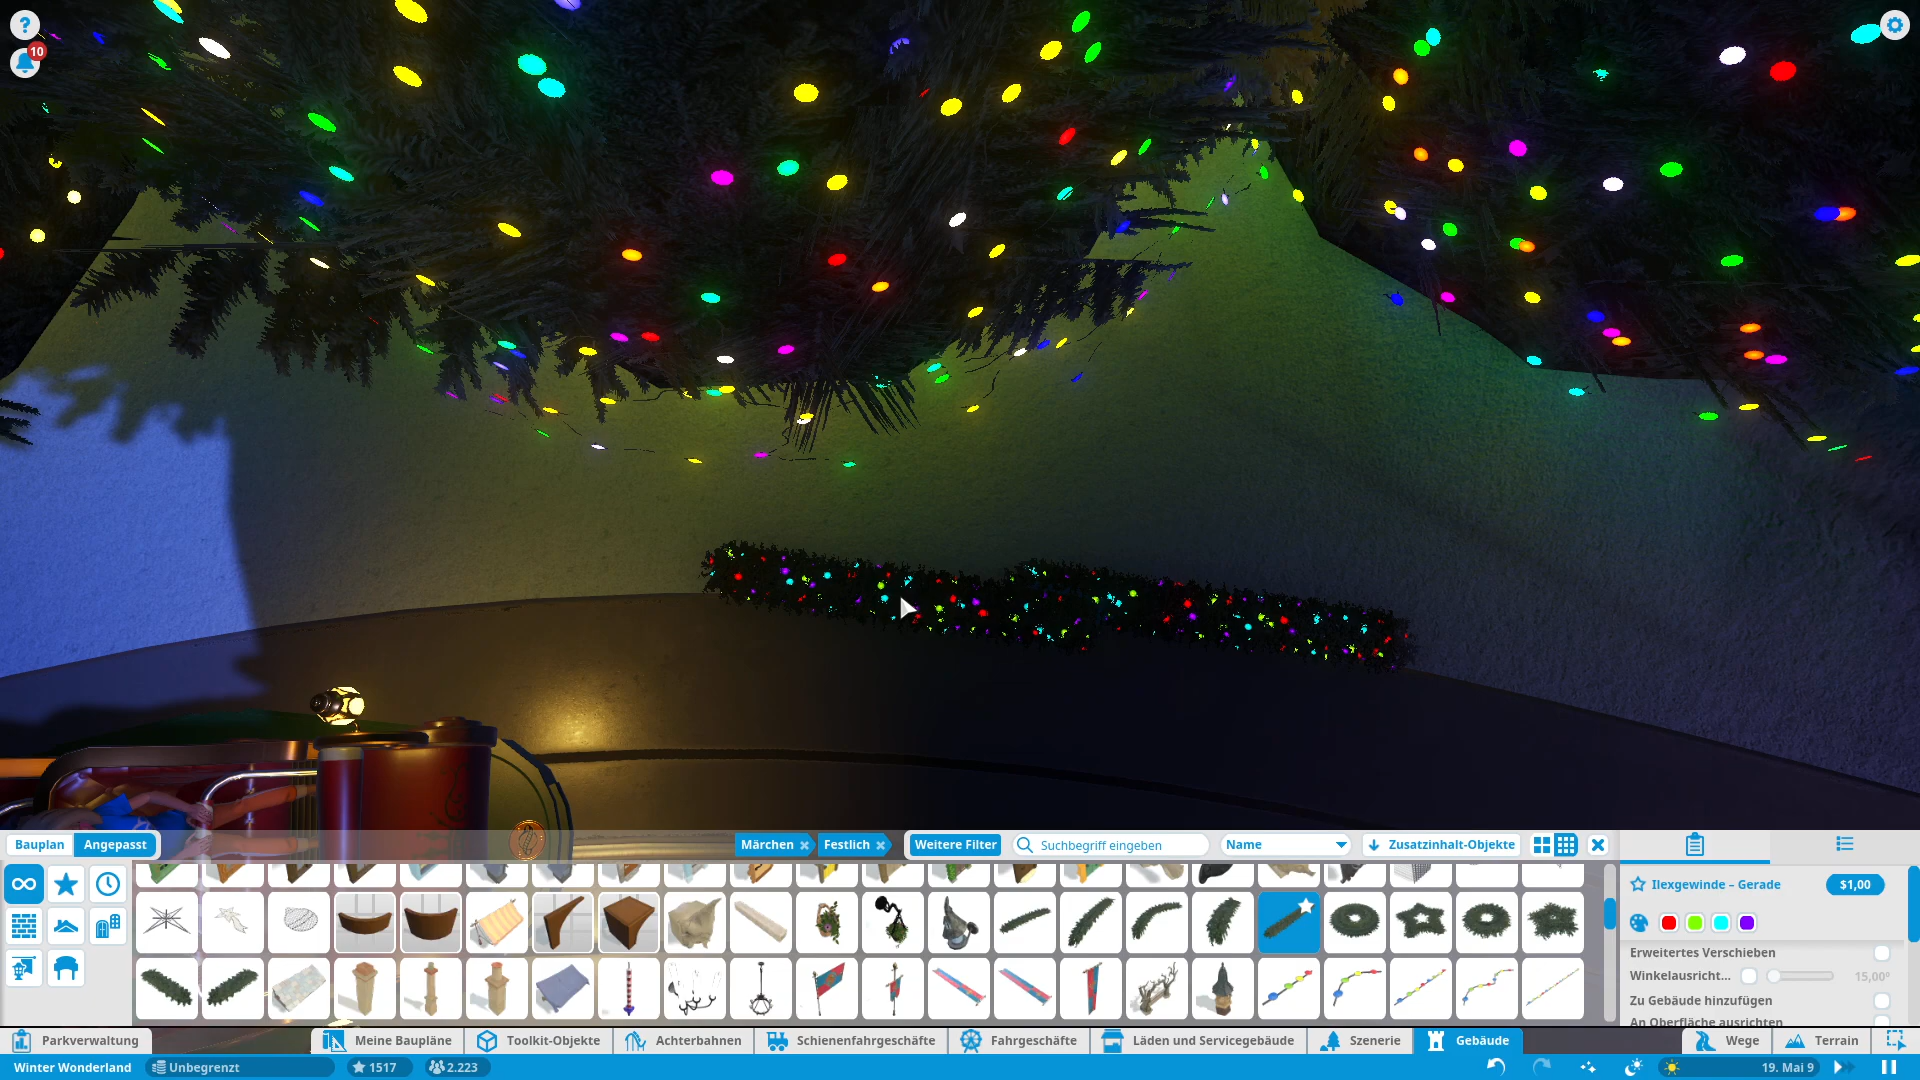 ?
10
Bauplan
Angepasst
Märchen
Festlich
Weitere Filter
Suchbegriff eingeben
Name
Zusatzinhalt-Objekte
Ilexgewinde – Gerade
$1,00
Erweitertes Verschieben
Winkelausricht...
15,00°
Zu Gebäude hinzufügen
An Oberfläche ausrichten
Parkverwaltung
Meine Baupläne
Toolkit-Objekte
Achterbahnen
Schienenfahrgeschäfte
Fahrgeschäfte
Läden und Servicegebäude
Szenerie
Gebäude
Wege
Terrain
Winter Wonderland
Unbegrenzt
1517
2.223
19. Mai 9